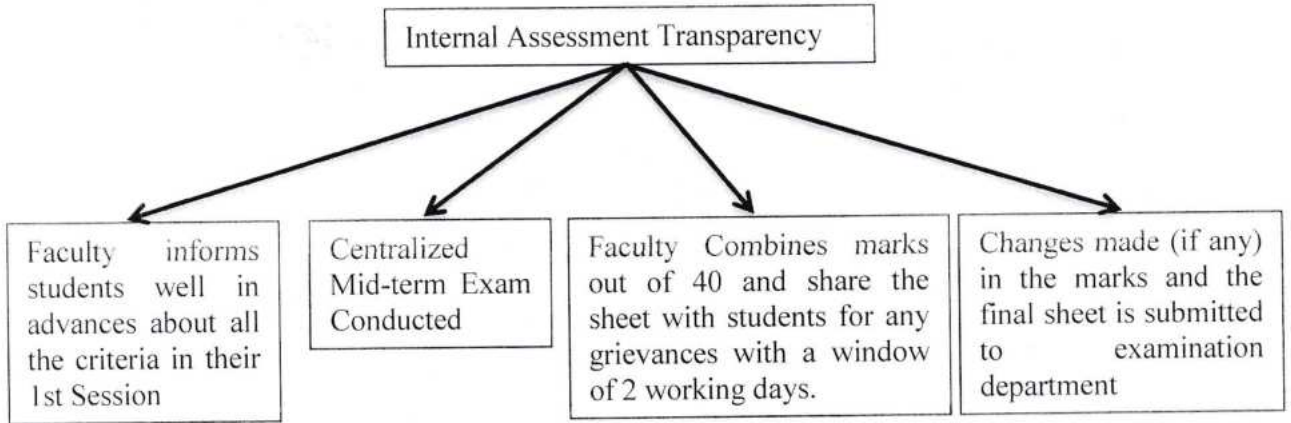 Internal Assessment Transparency
Faculty informs
students well in
advances about all
the criteria in their
1st Session
Centralized
Mid-term Exam
Conducted
Faculty Combines marks
out of 40 and share the
sheet with students for any
grievances with a window
of 2 working days.
Changes made (if any)
in the marks and the
final sheet is submitted
to examination
department